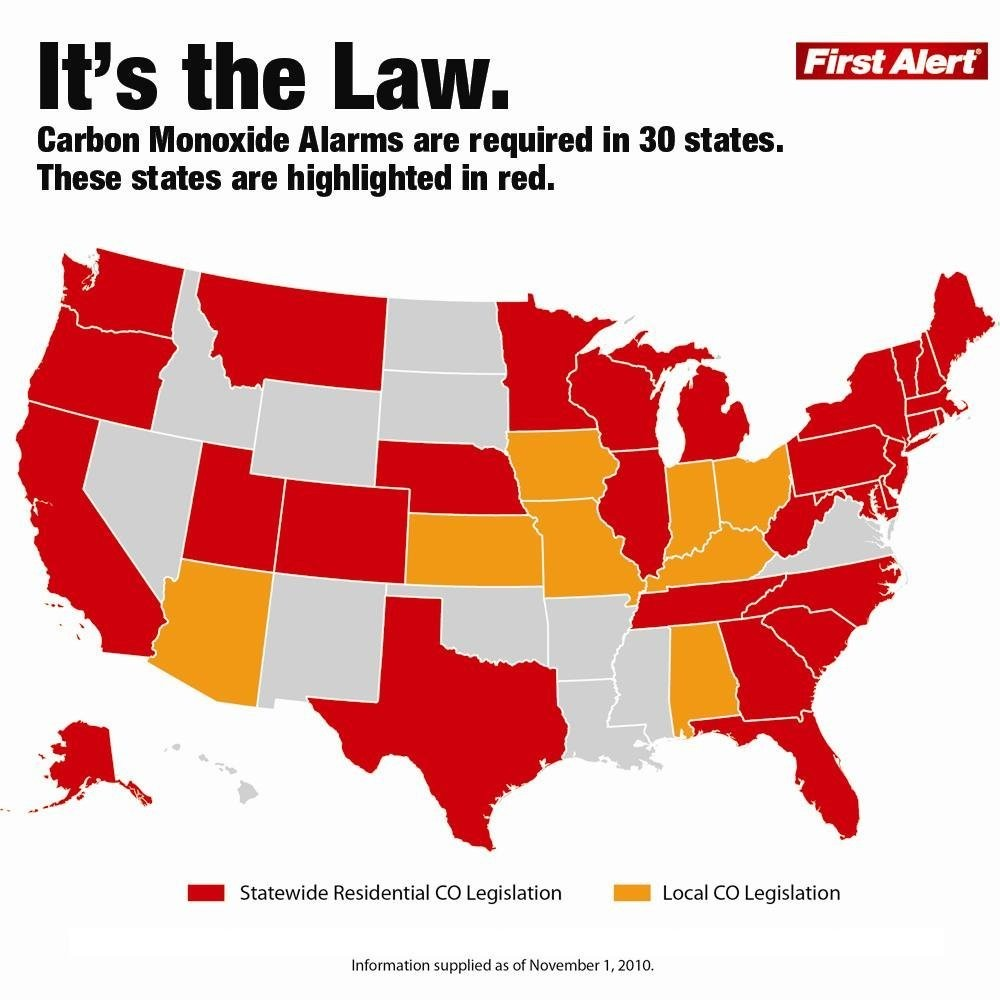 It's the Law.
First Alert®
Carbon Monoxide Alarms are required in 30 states.
These states are highlighted in red.
Statewide Residential CO Legislation
Local CO Legislation
Information supplied as of November 1, 2010.